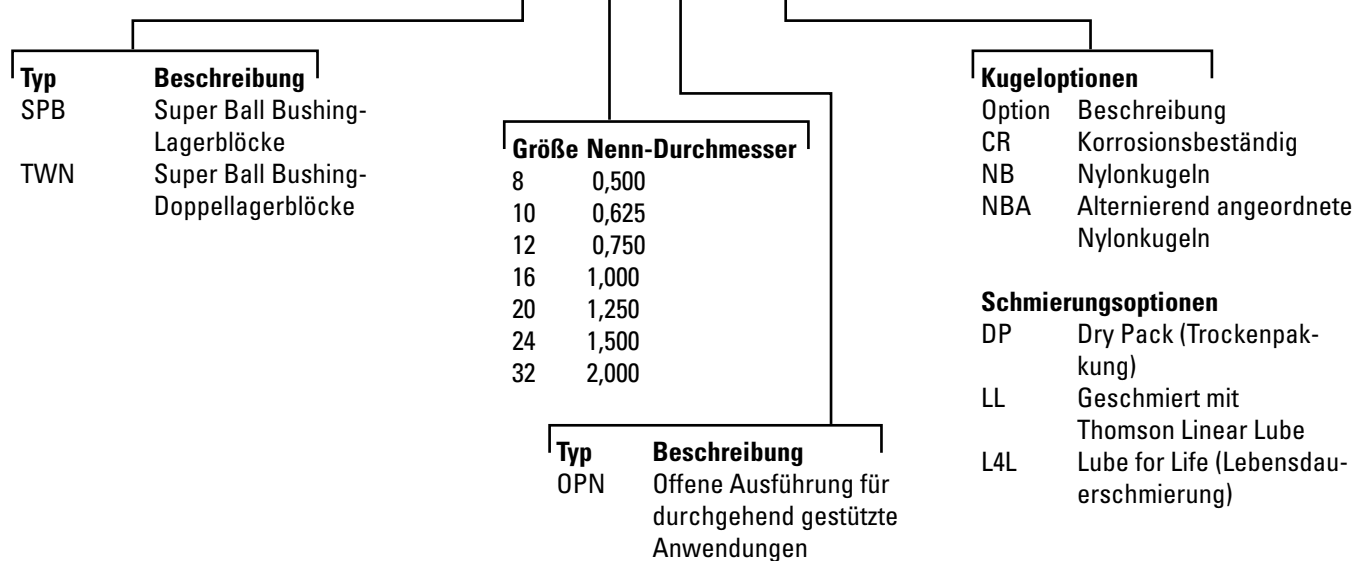 Typ Beschreibung
SPB Super Ball Bushing-
Lagerblöcke
TWN Super Ball Bushing-
Doppellagerblöcke
Größe Nenn-Durchmesser
8 0,500
10 0,625
12 0,750
16 1,000
20 1,250
24 1,500
32 2,000
Typ Beschreibung
OPN Offene Ausführung für
durchgehend gestützte
Anwendungen
Kugeloptionen
Option Beschreibung
CR Korrosionsbeständig
NB Nylonkugeln
NBA Alternierend angeordnete
Nylonkugeln
Schmierungsoptionen
DP Dry Pack (Trockenpak-
kung)
LL Geschmiert mit
Thomson Linear Lube
L4L Lube for Life (Lebensdau-
erschmierung)